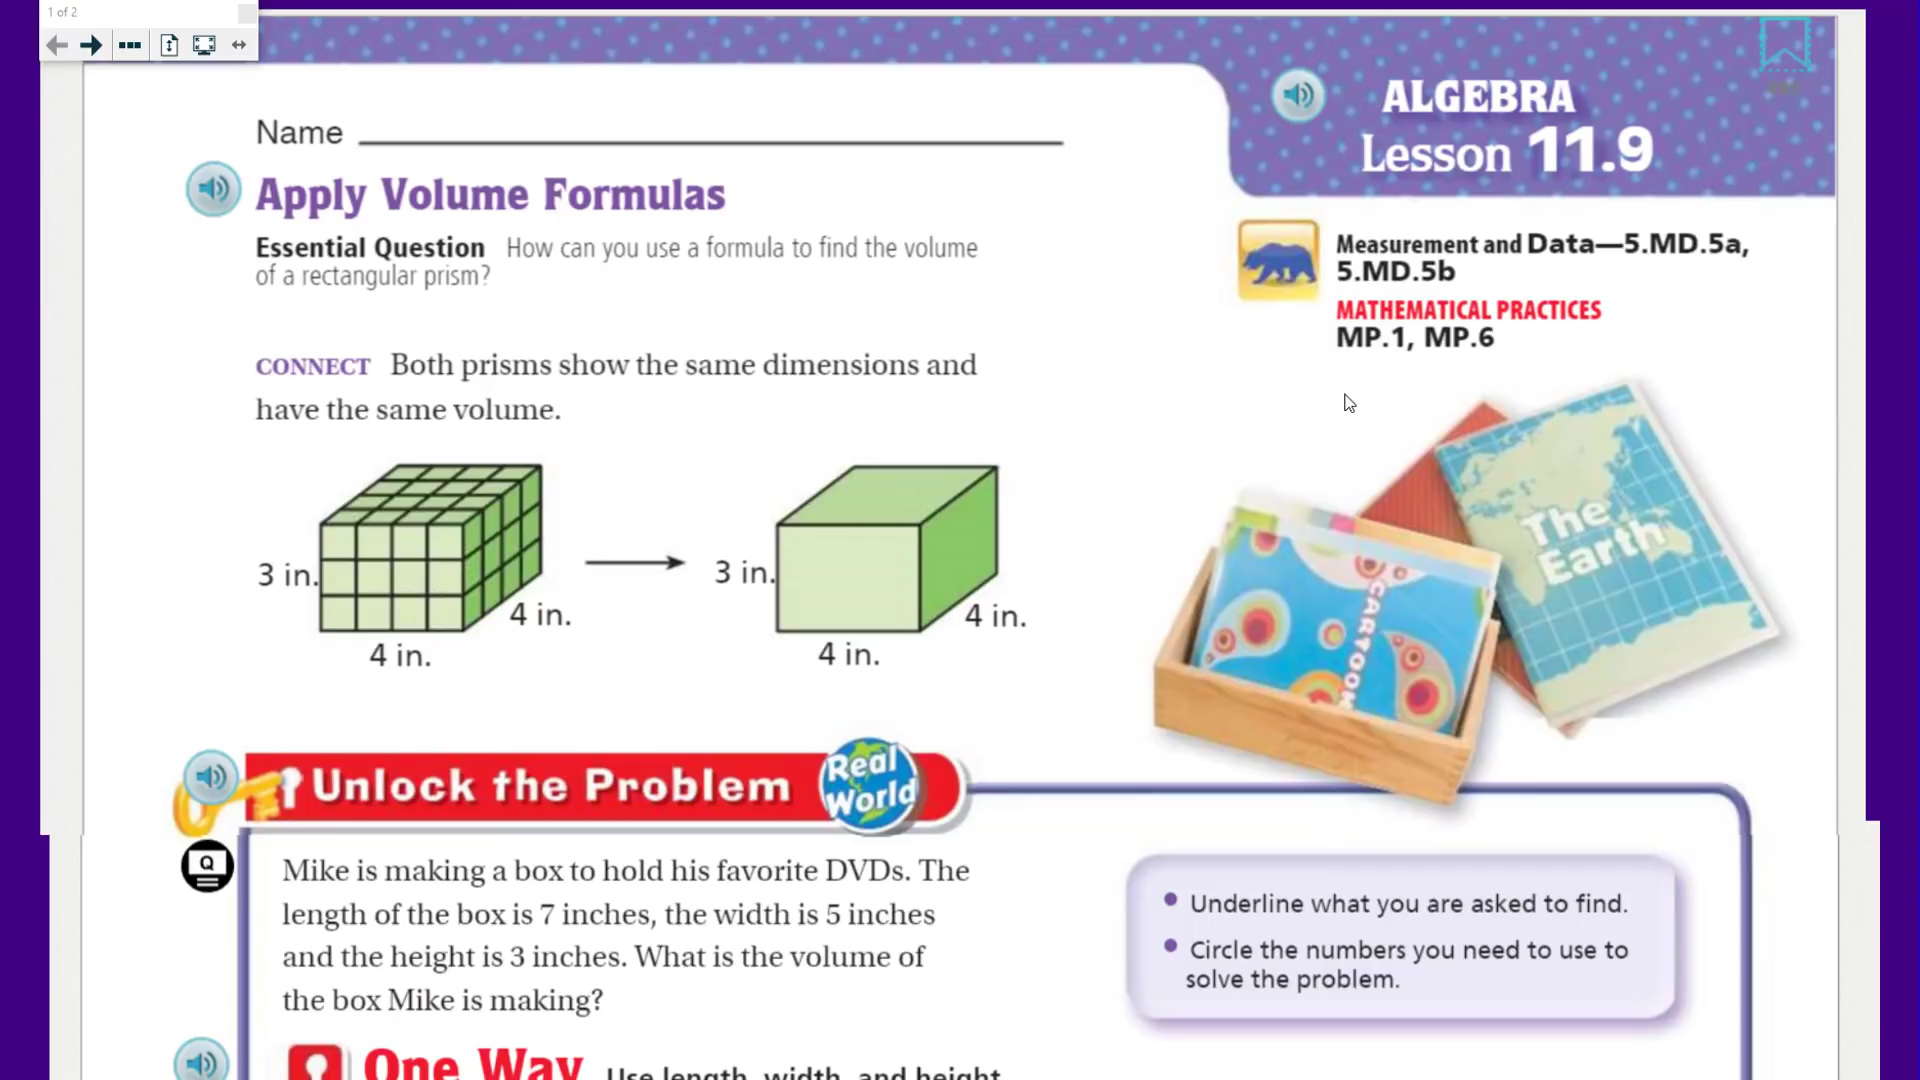 1 of 2
ALGEBRA
Lesson 11.9
Name
Apply Volume Formulas
Essential Question How can you use a formula to find the volume
of a rectangular prism?
Measurement and Data—5.MD.5a,
5.MD.5b
MATHEMATICAL PRACTICES
MP.1, MP.6
CONNECT Both prisms show the same dimensions and
have the same volume.
3 in.
4 in.
4 in.
3 in.
4 in.
4 in.
The
Earth
CARTOON
Unlock the Problem
Real
World
Q
Mike is making a box to hold his favorite DVDs. The
length of the box is 7 inches, the width is 5 inches
and the height is 3 inches. What is the volume of
the box Mike is making?
• Underline what you are asked to find.
• Circle the numbers you need to use to
solve the problem.
One Way Use length, width, and height